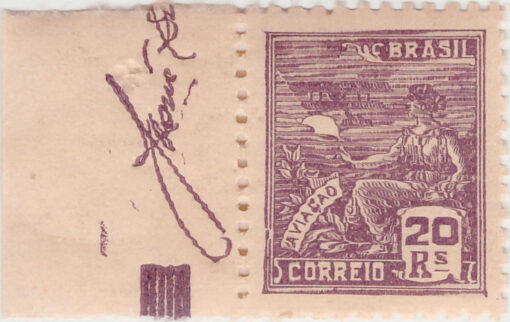 BRASIL
AVIAÇÃO
20
Rs
CORREIO